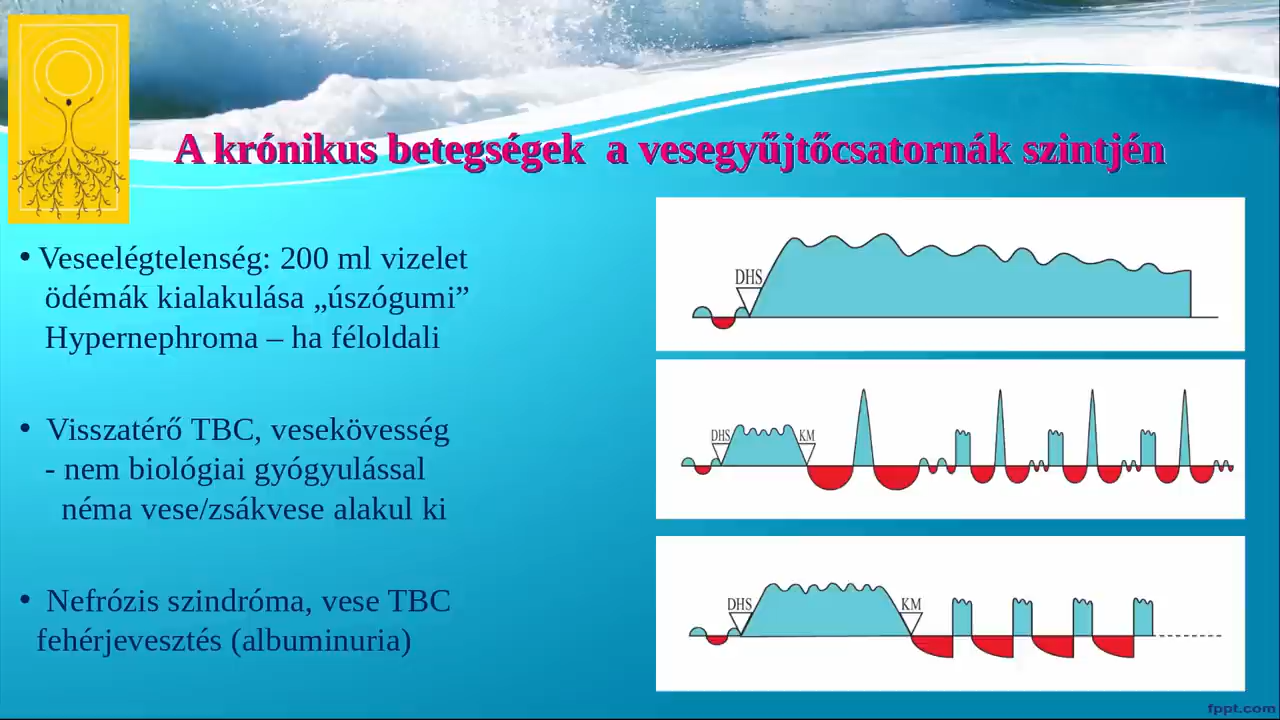 A krónikus betegségek a vesegyűjtőcsatornák szintjén
• Veseelégtelenség: 200 ml vizelet
ödémák kialakulása „úszógumi”
Hypernephroma – ha féloldali
• Visszatérő TBC, vesekövesség
- nem biológiai gyógyulással
néma vese/zsákvese alakul ki
• Nefrózis szindróma, vese TBC
fehérjevesztés (albuminuria)
DHS
DHS KM
DHS KM
fppt.com